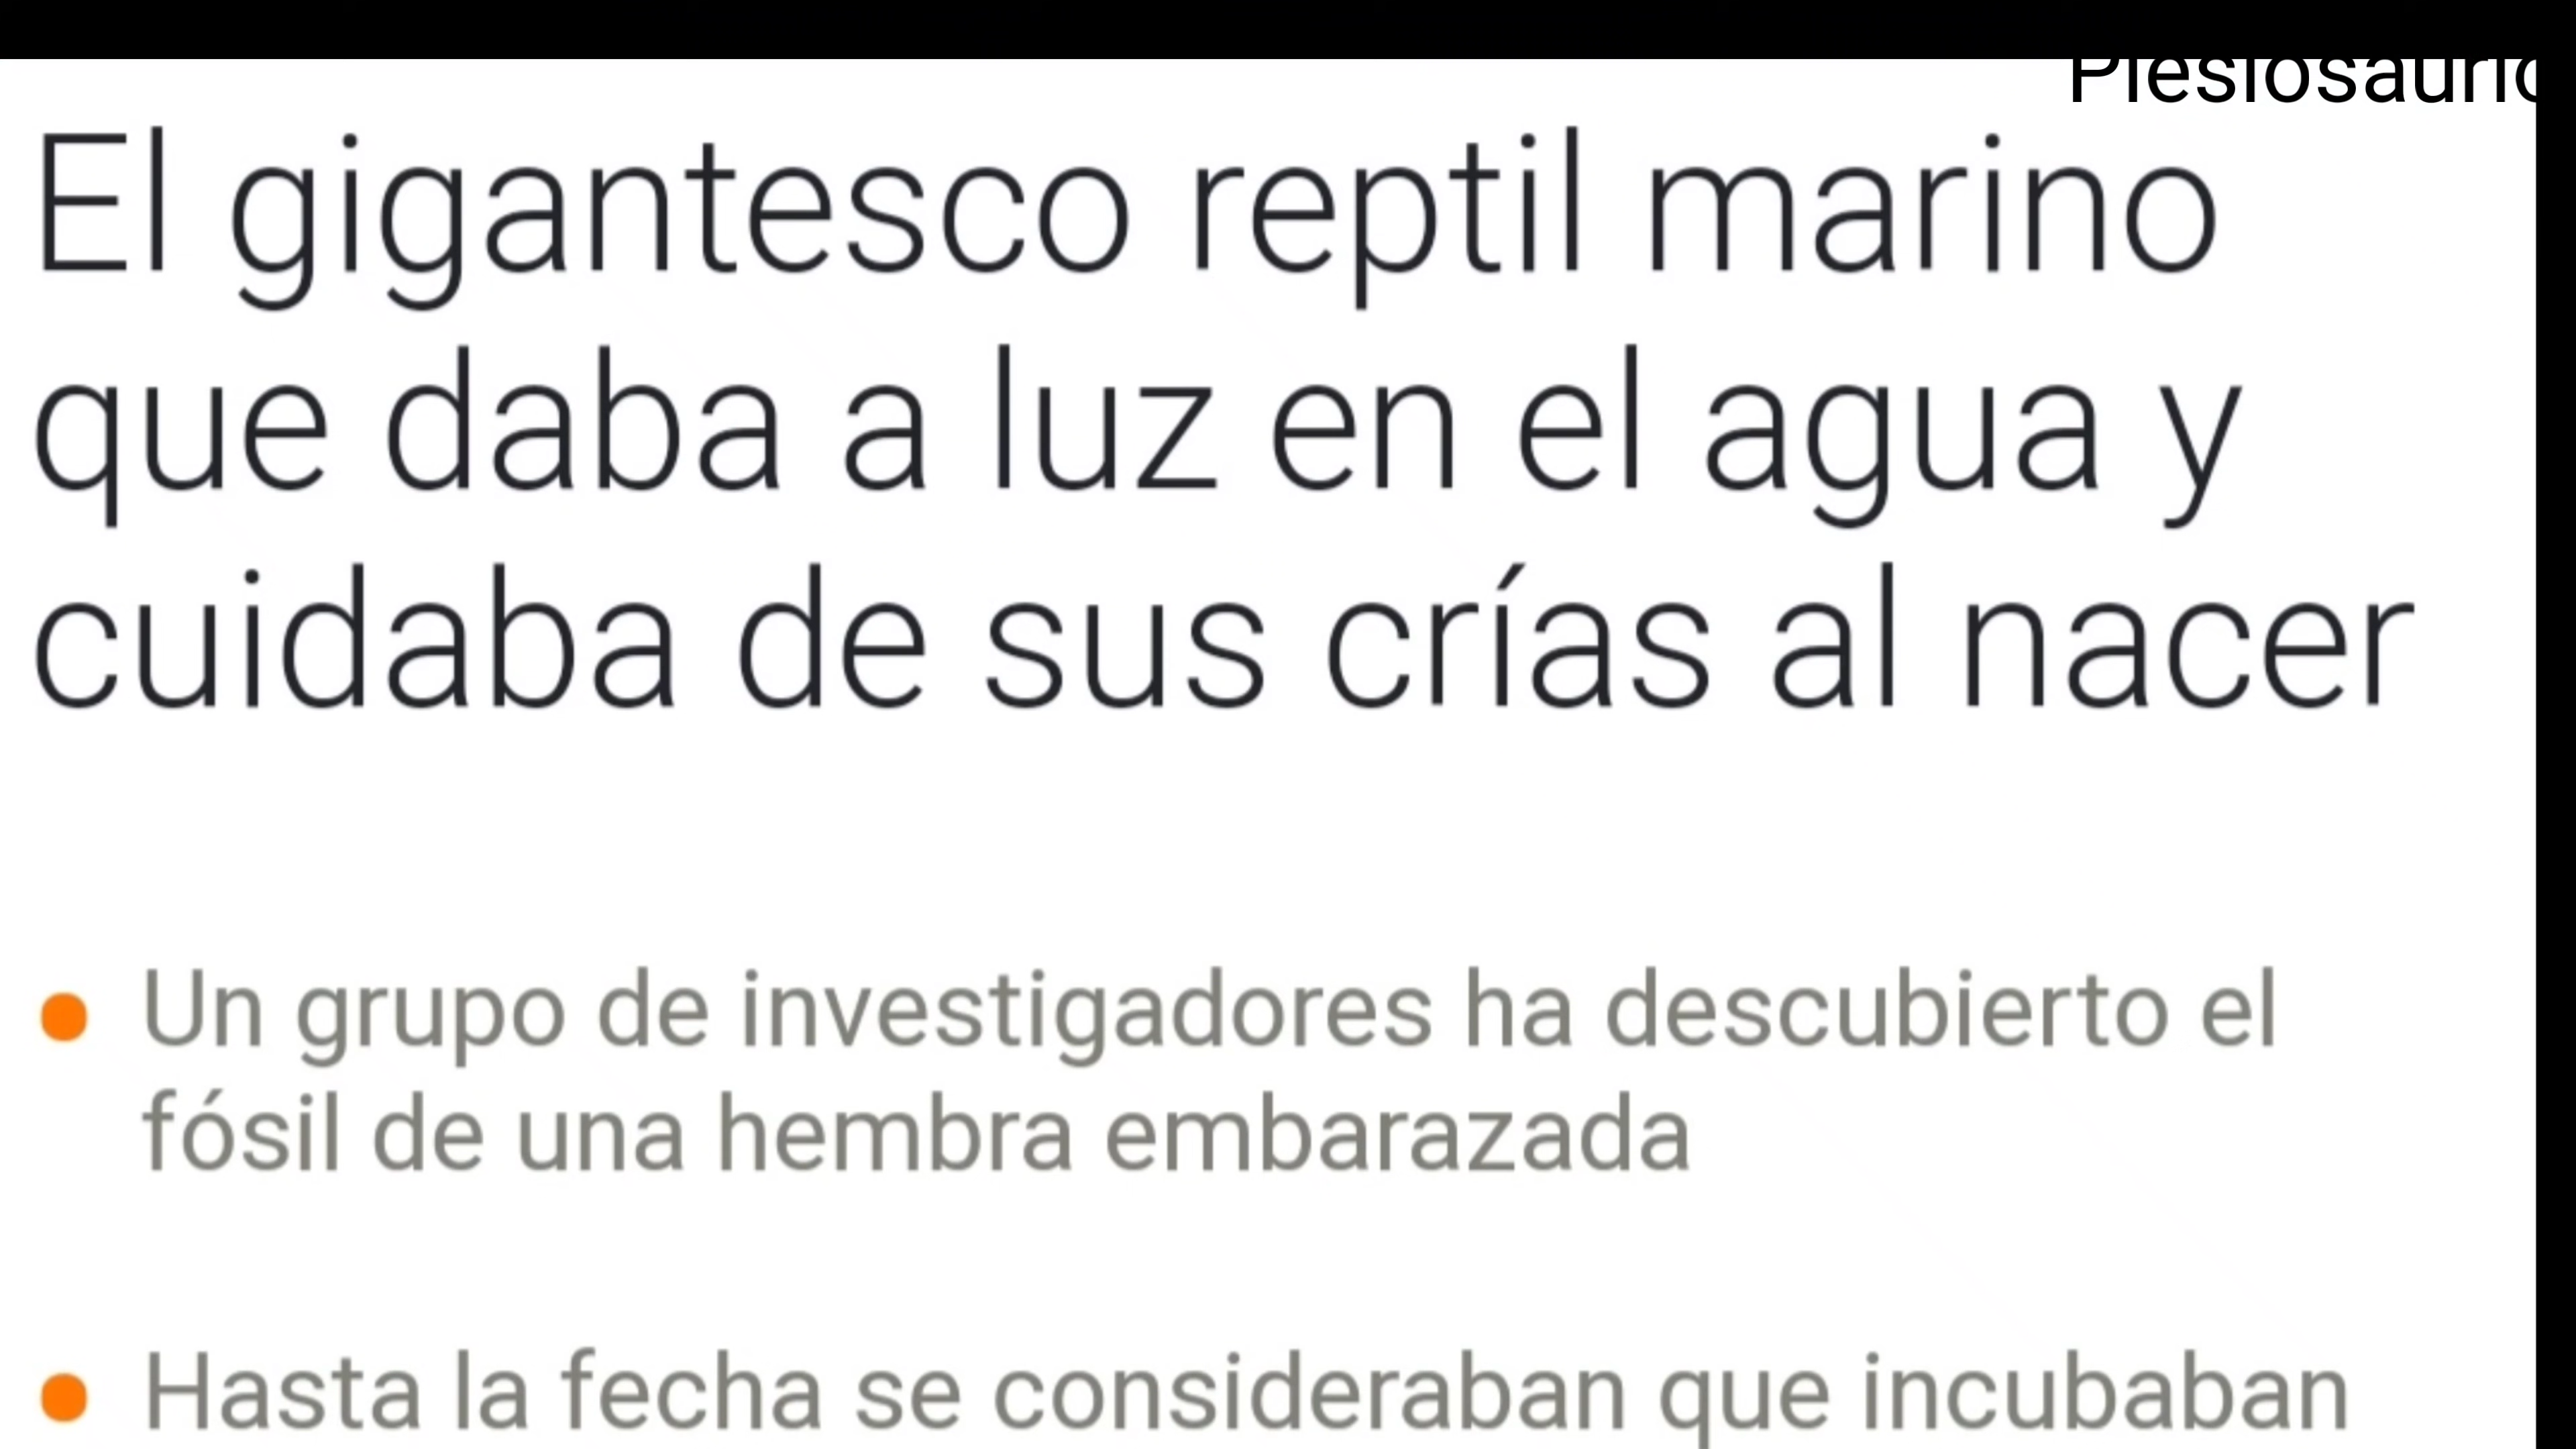 Plesiosaurio
El gigantesco reptil marino
que daba a luz en el agua y
cuidaba de sus crías al nacer
Un grupo de investigadores ha descubierto el
fósil de una hembra embarazada
Hasta la fecha se consideraban que incubaban